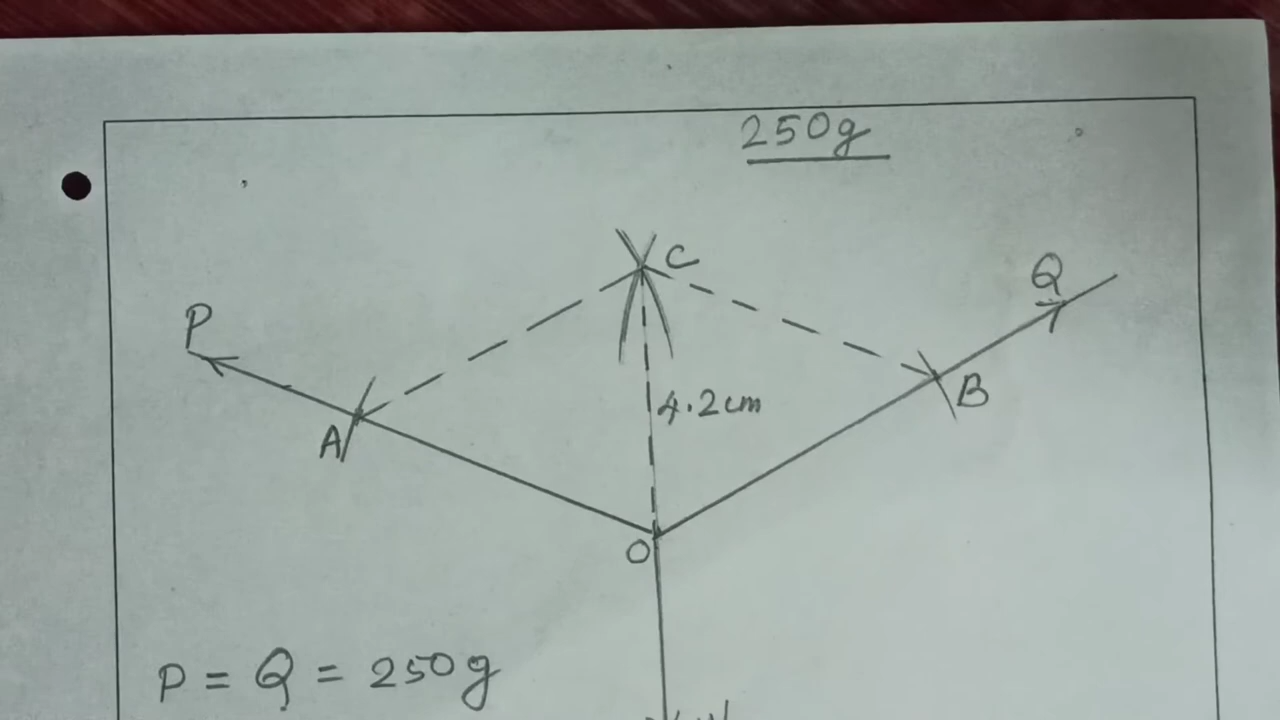 250g
C
Q
P
4.2cm
B
A
O
P = Q = 250g